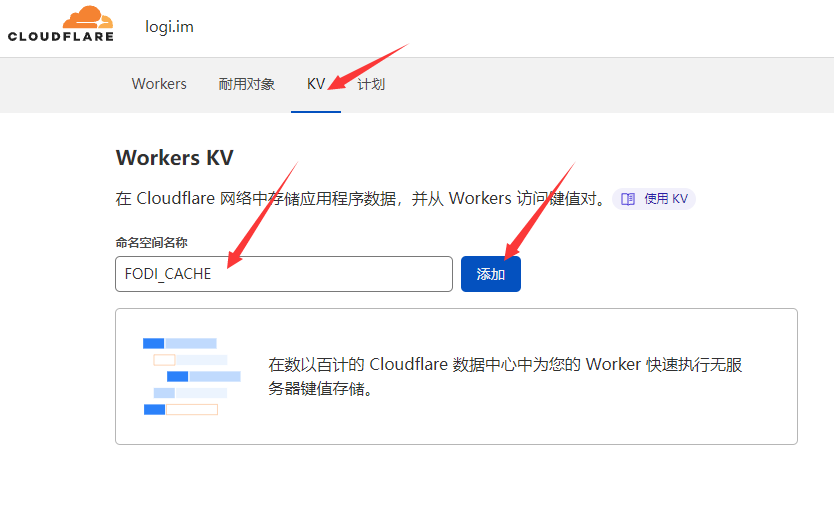 CLOUDFLARE
logi.im
Workers 耐用对象 KV 计划
Workers KV
在 Cloudflare 网络中存储应用程序数据，并从 Workers 访问键值对。 使用 KV
命名空间名称
FODI_CACHE 添加
在数以百计的 Cloudflare 数据中心中为您的 Worker 快速执行无服
务器键值存储。